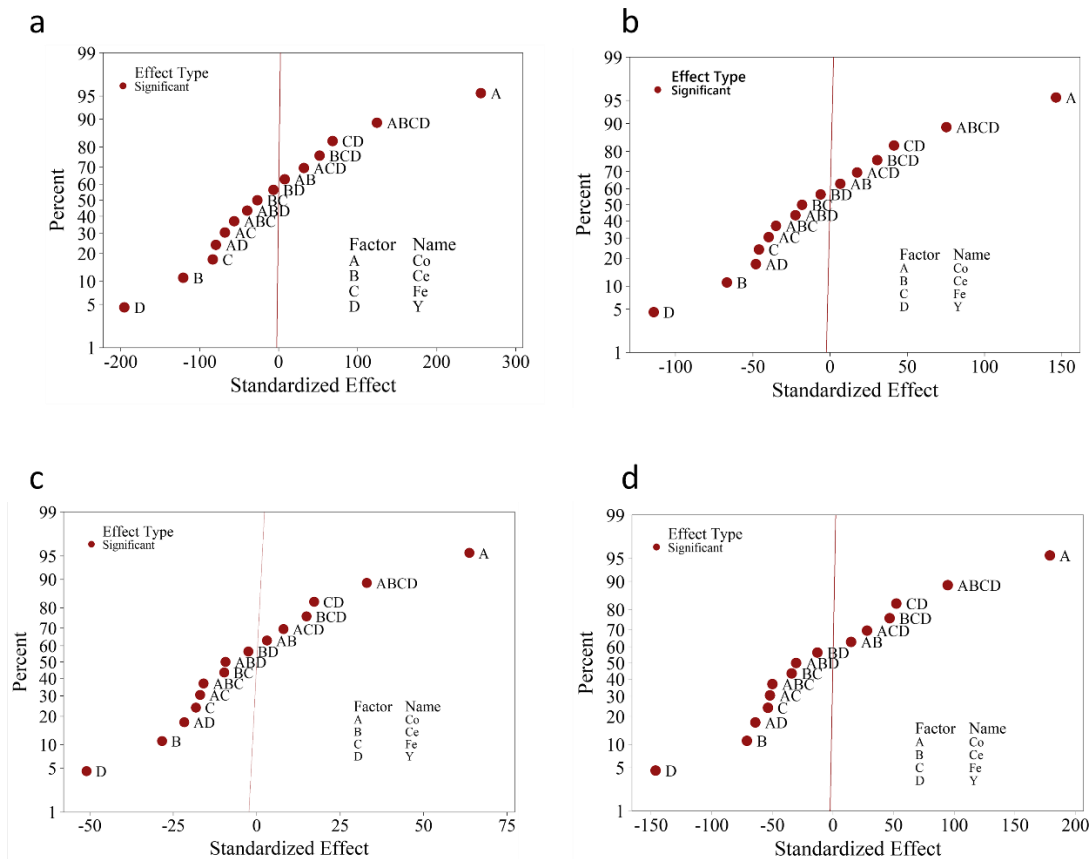 a
99
Effect Type
Significant
95
A
90
ABCD
80
CD
BCD
70
ACD
60
AB
BD
50
BC
40
ABD
ABC
30
AC
AD
20
C
10
B
5
D
1
Percent
Factor Name
A Co
B Ce
C Fe
D Y
-200 -100 0 100 200 300
Standardized Effect
b
99
Effect Type
Significant
95
A
90
ABCD
80
CD
BCD
70
ACD
60
AB
BD
50
BC
40
ABD
ABC
30
AC
C
20
AD
10
B
5
D
1
Percent
Factor Name
A Co
B Ce
C Fe
D Y
-100 -50 0 50 100 150
Standardized Effect
c
99
Effect Type
Significant
95
A
90
ABCD
80
CD
BCD
70
ACD
60
AB
BD
50
ABD
40
BC
ABC
30
AC
C
20
AD
10
B
5
D
1
Percent
Factor Name
A Co
B Ce
C Fe
D Y
-50 -25 0 25 50 75
Standardized Effect
d
99
Effect Type
Significant
95
A
90
ABCD
80
CD
BCD
70
ACD
60
AB
BD
50
ABD
40
BC
ABC
30
AC
C
20
AD
10
B
5
D
1
Percent
Factor Name
A Co
B Ce
C Fe
D Y
-150 -100 -50 0 50 100 150 200
Standardized Effect